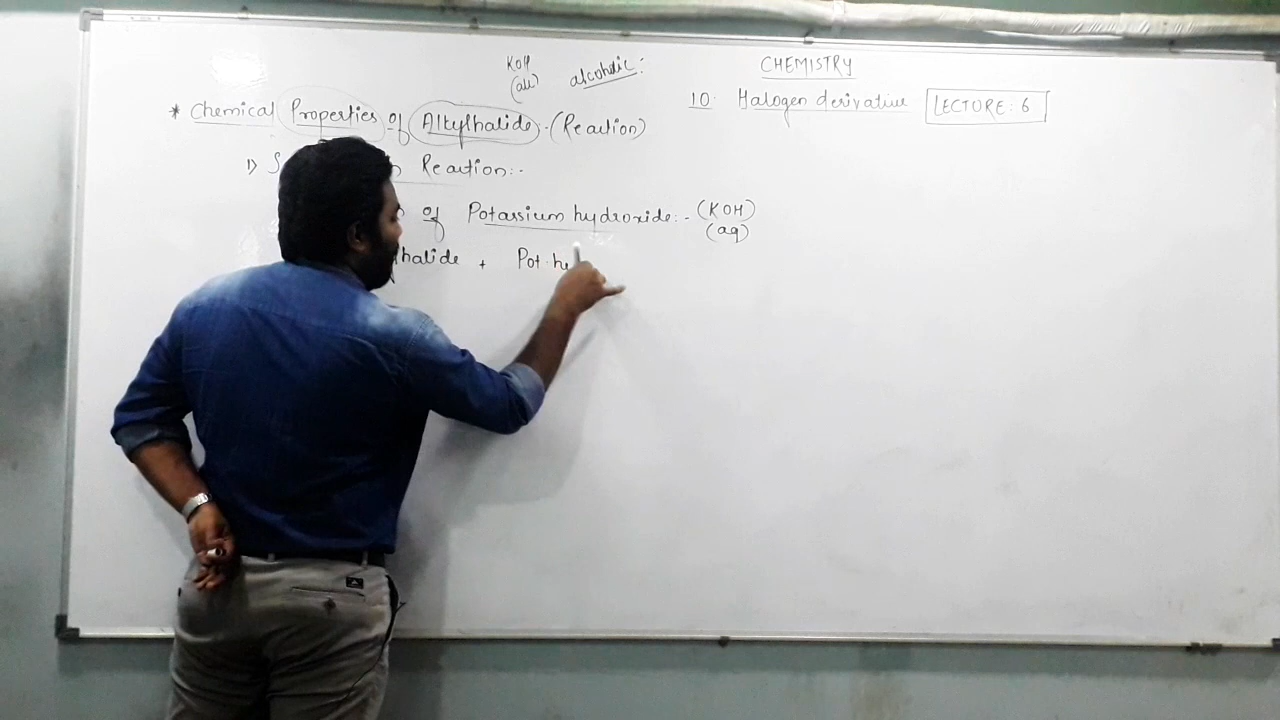 KOH
(alc) alcoholic:
CHEMISTRY
10. Halogen derivative LECTURE: 6
* Chemical Properties of Alkylhalide. (Reaction)
1) Reaction:-
of Potassium hydroxide:- (KOH)
(aq)
halide + Pot.